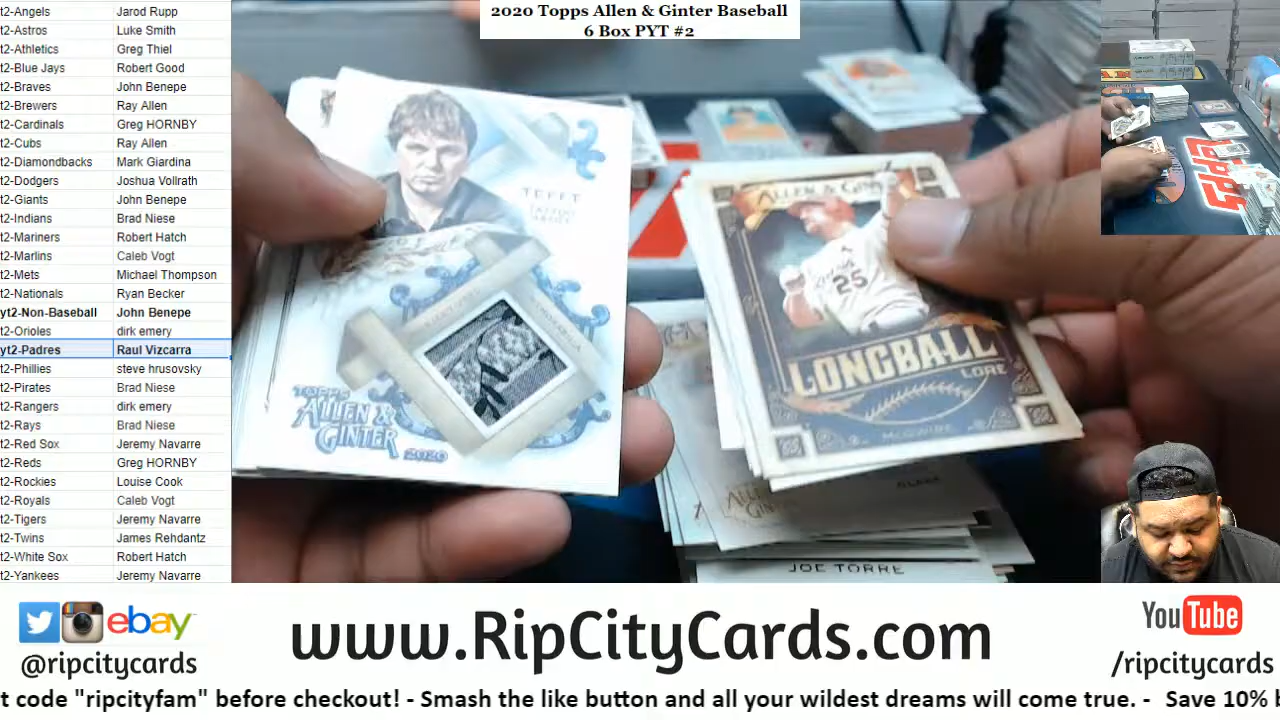 2020 Topps Allen & Ginter Baseball
6 Box PYT #2
t2-Angels Jarod Rupp
t2-Astros Luke Smith
t2-Athletics Greg Thiel
t2-Blue Jays Robert Good
t2-Braves John Benepe
t2-Brewers Ray Allen
t2-Cardinals Greg HORNBY
t2-Cubs Ray Allen
t2-Diamondbacks Mark Giardina
t2-Dodgers Joshua Vollrath
t2-Giants John Benepe
t2-Indians Brad Niese
t2-Mariners Robert Hatch
t2-Marlins Caleb Vogt
t2-Mets Michael Thompson
t2-Nationals Ryan Becker
yt2-Non-Baseball John Benepe
t2-Orioles dirk emery
yt2-Padres Raul Vizcarra
t2-Phillies steve hrusovsky
t2-Pirates Brad Niese
t2-Rangers dirk emery
t2-Rays Brad Niese
t2-Red Sox Jeremy Navarre
t2-Reds Greg HORNBY
t2-Rockies Louise Cook
t2-Royals Caleb Vogt
t2-Tigers Jeremy Navarre
t2-Twins James Rehdantz
t2-White Sox Robert Hatch
t2-Yankees Jeremy Navarre
TEFFT
TATTOO
ARTIST
TOPPS
ALLEN &
GINTER
2020
ALLEN & GIN
25
LONGBALL
LORE
McGWIRE
JOE TORRE
TOPPS
ebay
@ripcitycards
www.RipCityCards.com
YouTube
/ripcitycards
t code "ripcityfam" before checkout! - Smash the like button and all your wildest dreams will come true. - Save 10% b